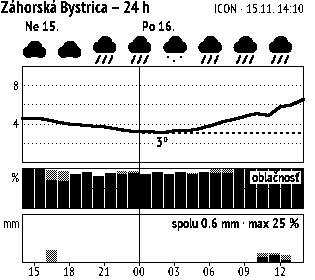 Záhorská Bystrica – 24 h ICON · 15.11. 14:10
Ne 15. Po 16.
8
4
3°
% oblačnosť
mm spolu 0.6 mm · max 25 %
15 18 21 00 03 06 09 12